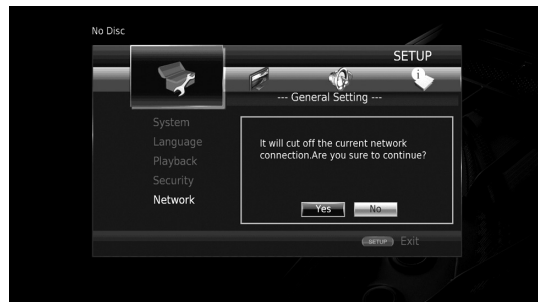 No Disc
SETUP
--- General Setting ---
System
Language
Playback
Security
Network
It will cut off the current network
connection.Are you sure to continue?
Yes No
SETUP Exit